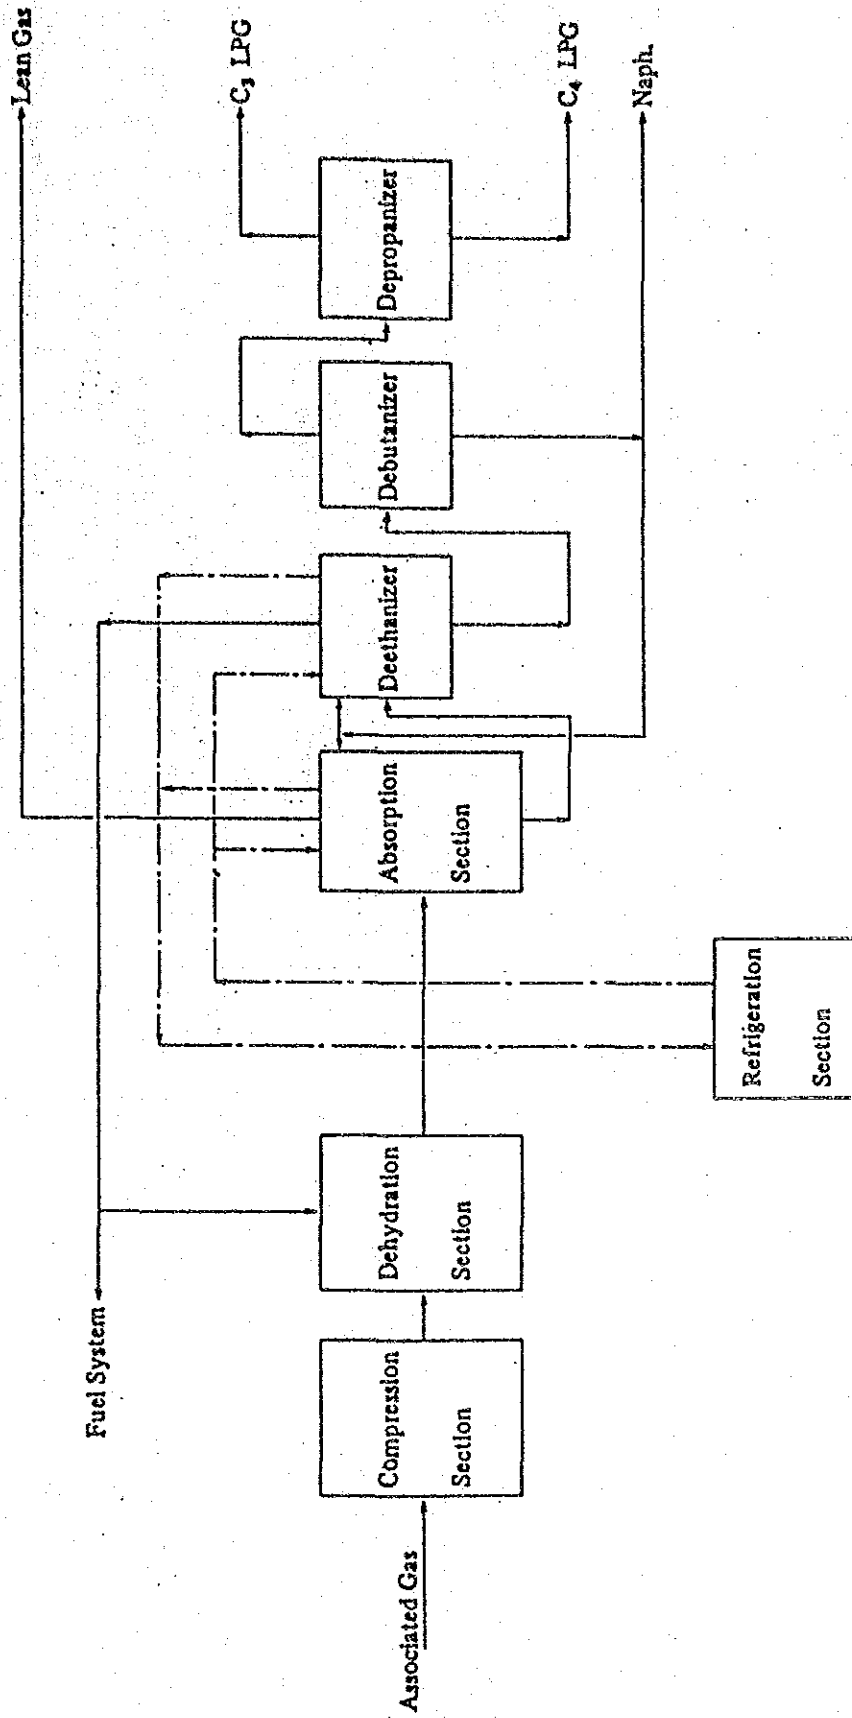 Lean Gas
Fuel System
C₃ LPG
Associated Gas
Compression
Section
Dehydration
Section
Absorption
Section
Deethanizer
Debutanizer
Depropanizer
C₄ LPG
Naph.
Refrigeration
Section